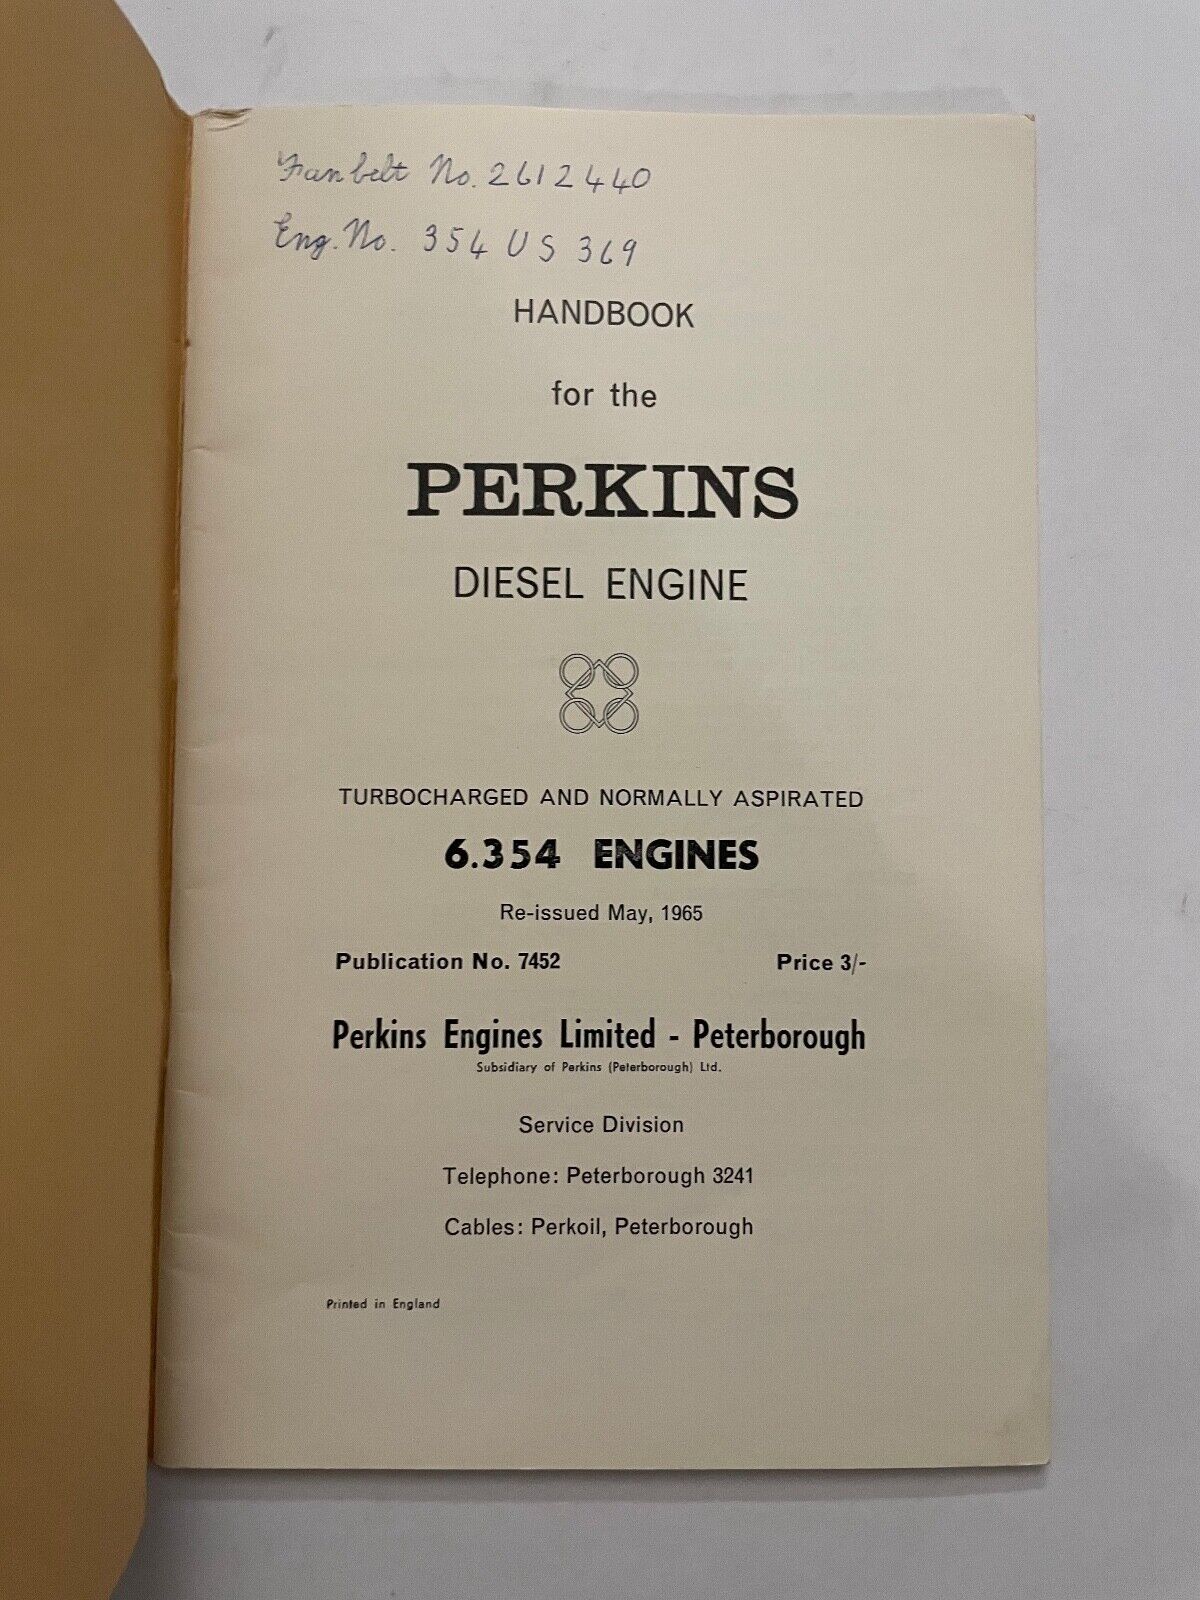 Fan belt No. 2612440
Eng. No. 354 US 369
HANDBOOK
for the
PERKINS
DIESEL ENGINE
TURBOCHARGED AND NORMALLY ASPIRATED
6.354 ENGINES
Re-issued May, 1965
Publication No. 7452 Price 3/-
Perkins Engines Limited - Peterborough
Subsidiary of Perkins (Peterborough) Ltd.
Service Division
Telephone: Peterborough 3241
Cables: Perkoil, Peterborough
Printed in England